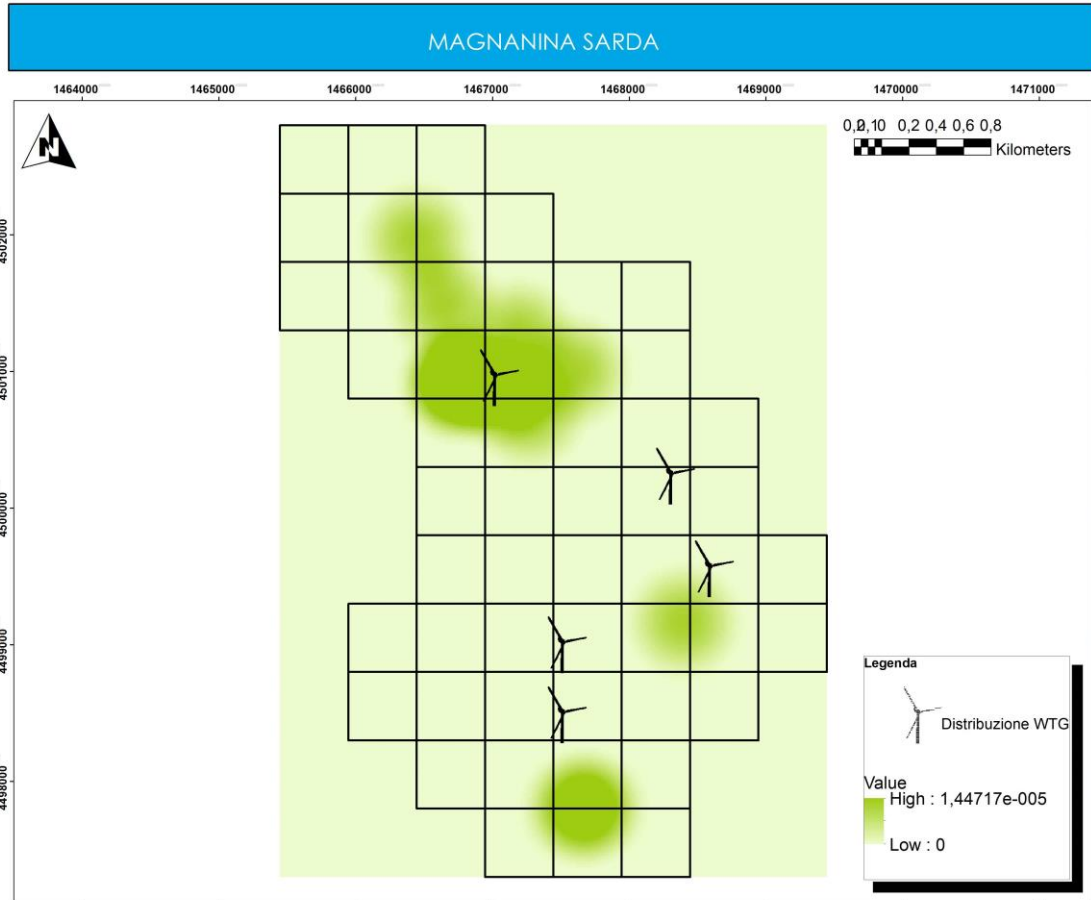 MAGNANINA SARDA
1464000 1465000 1466000 1467000 1468000 1469000 1470000 1471000
N
0,2 0,4 0,6 0,8
Kilometers
4502000
4501000
4500000
4499000
4498000
Legenda
Distribuzione WTG
Value
High : 1,44717e-005
Low : 0